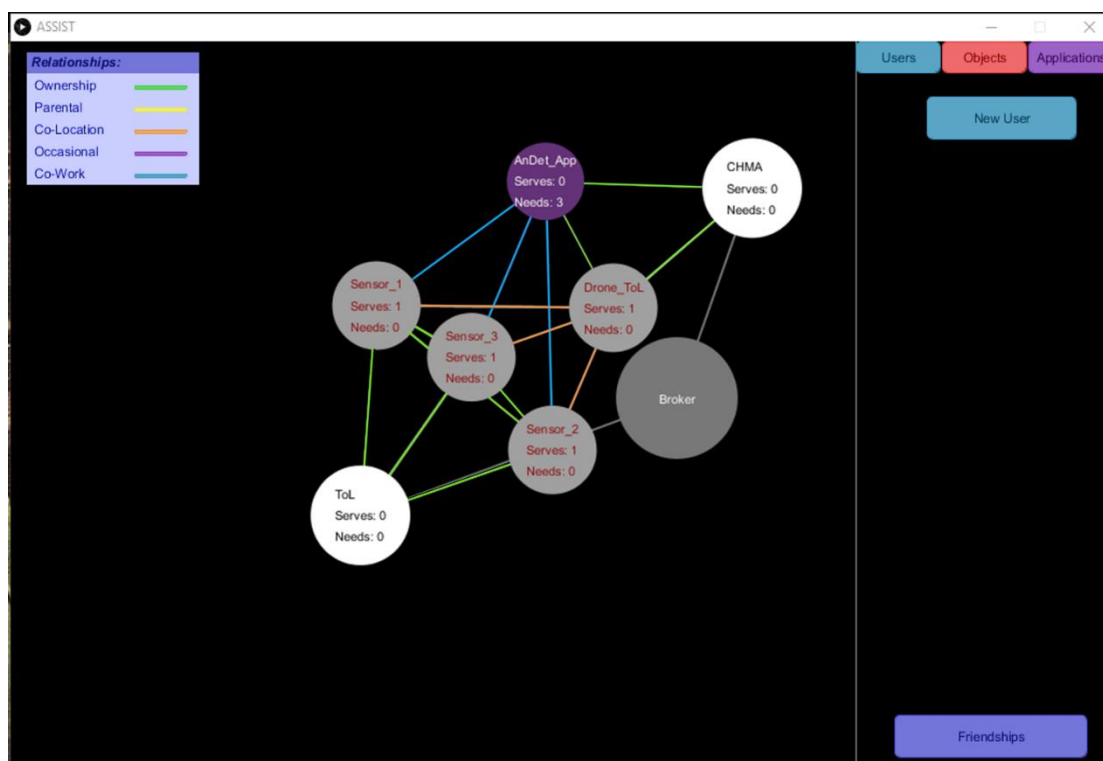 ASSIST
Relationships:
Ownership
Parental
Co-Location
Occasional
Co-Work
Users
Objects
Applications
New User
AnDet_App
Serves: 0
Needs: 3
CHMA
Serves: 0
Needs: 0
Sensor_1
Serves: 1
Needs: 0
Drone_ToL
Serves: 1
Needs: 0
Sensor_3
Serves: 1
Needs: 0
Broker
Sensor_2
Serves: 1
Needs: 0
ToL
Serves: 0
Needs: 0
Friendships